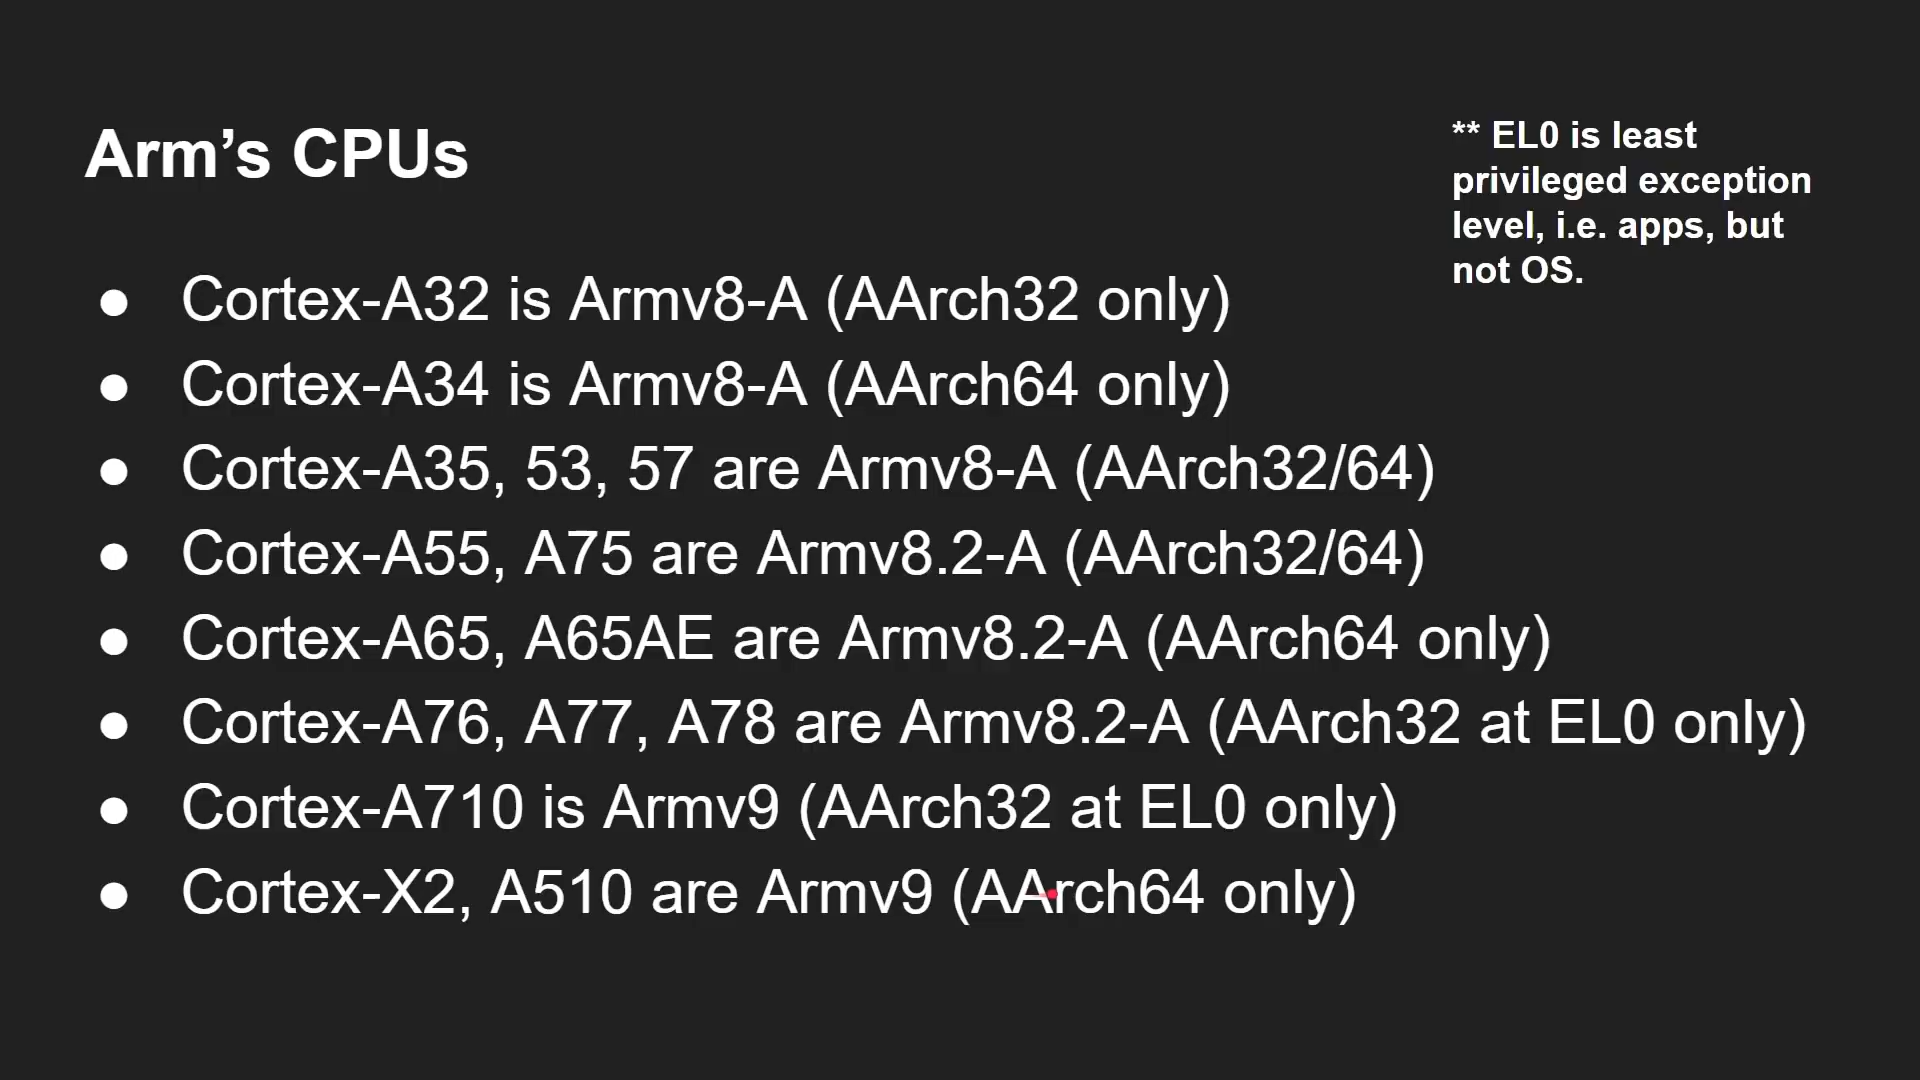 Arm’s CPUs
** EL0 is least
privileged exception
level, i.e. apps, but
not OS.
● Cortex-A32 is Armv8-A (AArch32 only)
● Cortex-A34 is Armv8-A (AArch64 only)
● Cortex-A35, 53, 57 are Armv8-A (AArch32/64)
● Cortex-A55, A75 are Armv8.2-A (AArch32/64)
● Cortex-A65, A65AE are Armv8.2-A (AArch64 only)
● Cortex-A76, A77, A78 are Armv8.2-A (AArch32 at EL0 only)
● Cortex-A710 is Armv9 (AArch32 at EL0 only)
● Cortex-X2, A510 are Armv9 (AArch64 only)